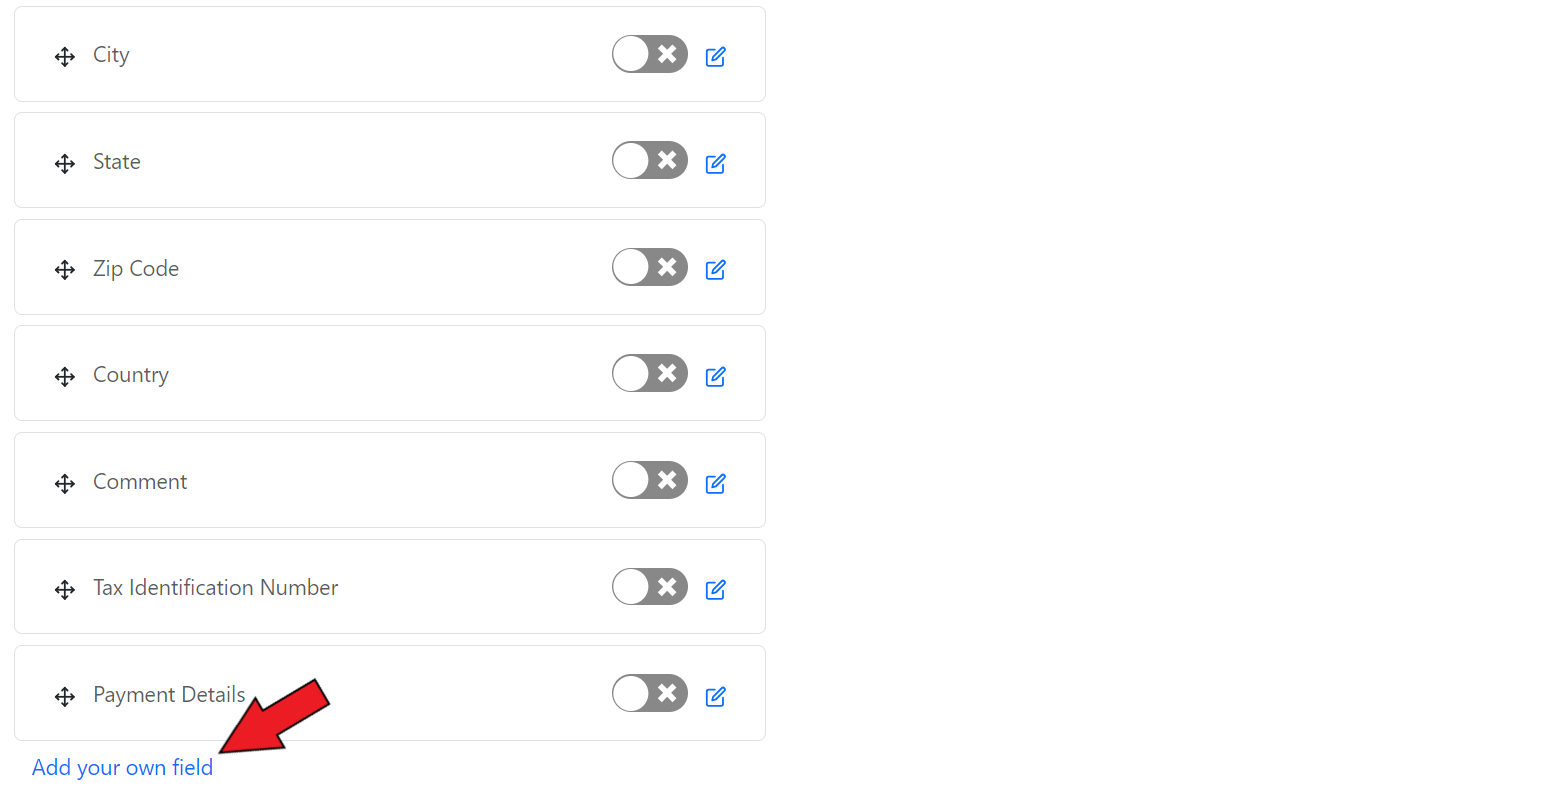 City
State
Zip Code
Country
Comment
Tax Identification Number
Payment Details
Add your own field